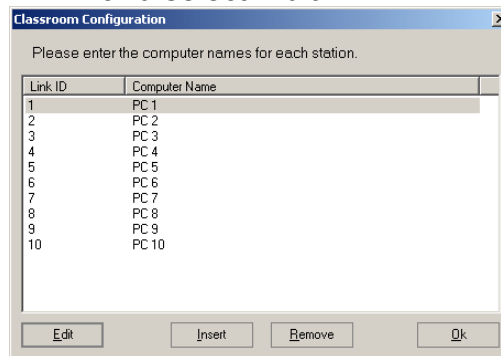 Classroom Configuration
Please enter the computer names for each station.
Link ID Computer Name
1 PC 1
2 PC 2
3 PC 3
4 PC 4
5 PC 5
6 PC 6
7 PC 7
8 PC 8
9 PC 9
10 PC 10
Edit Insert Remove Ok